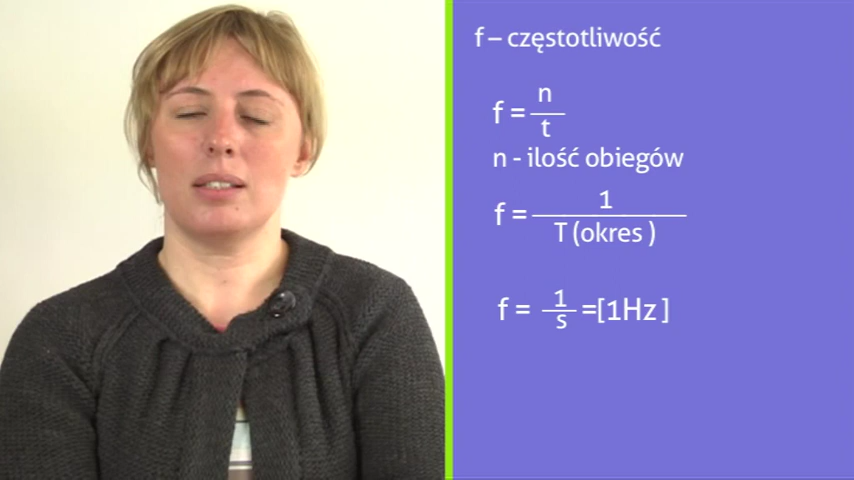 f – częstotliwość
f = n/t
n - ilość obiegów
f = 1/T (okres )
f = 1/s =[1Hz ]